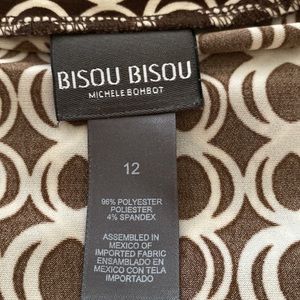 BISOU BISOU
MICHELE BOHBOT
12
96% POLYESTER
POLIESTER
4% SPANDEX
ASSEMBLED IN
MEXICO OF
IMPORTED FABRIC
ENSAMBLADO EN
MEXICO CON TELA
IMPORTADO